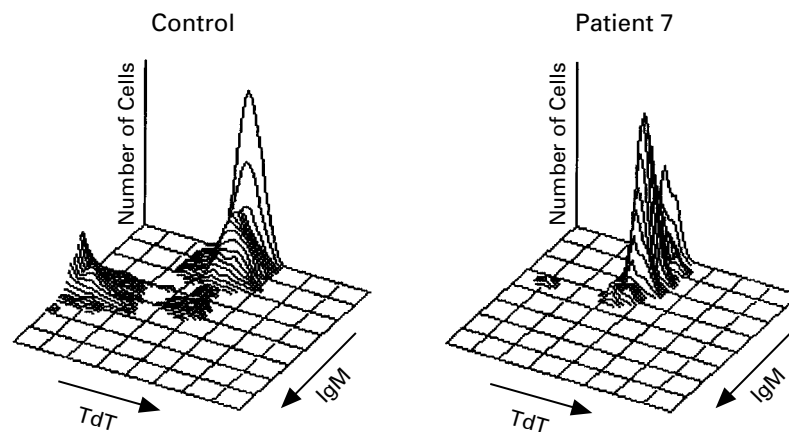 Control
Patient 7
Number of Cells
Number of Cells
TdT
IgM
TdT
IgM